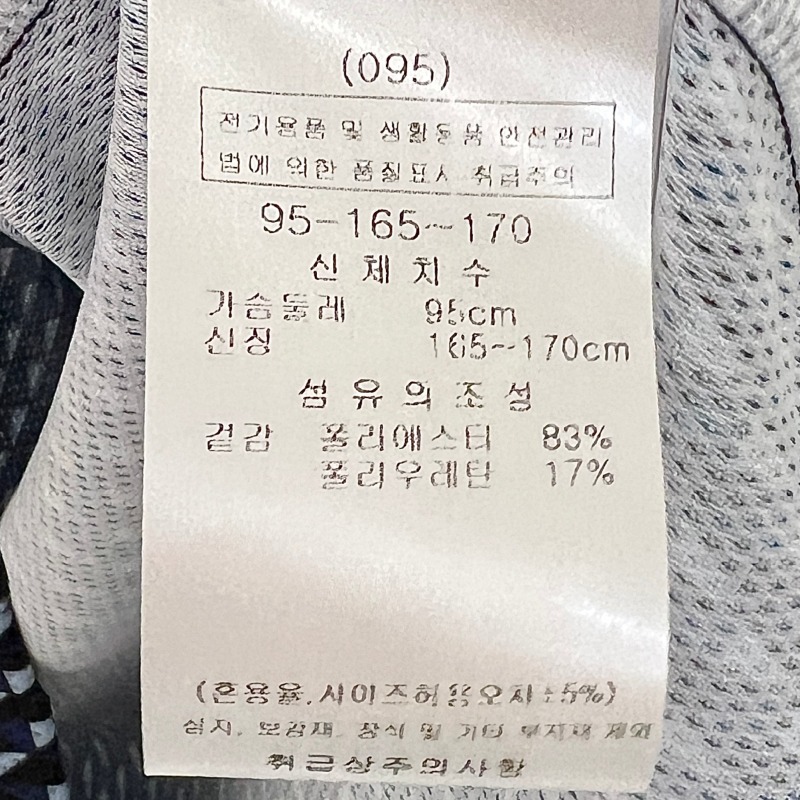 (095)
전기용품 및 생활용품 안전관리
법에 의한 품질표시 취급주의
95-165~170
신체치수
가슴둘레 95cm
신장 165~170cm
섬유의 조성
겉감 폴리에스터 83%
폴리우레탄 17%
(혼용율,사이즈허용오차±5%)
심지, 보강재, 장식 및 기타 부자재 제외
취급상주의사항